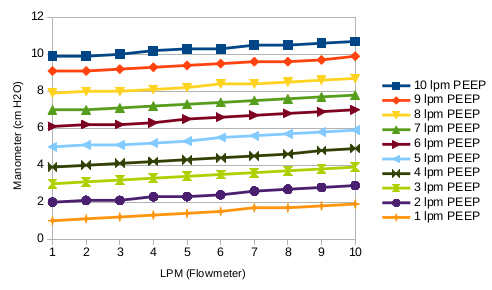 12
10
8
6
4
2
0
Manometer (cm H2O)
1 2 3 4 5 6 7 8 9 10
LPM (Flowmeter)
10 lpm PEEP
9 lpm PEEP
8 lpm PEEP
7 lpm PEEP
6 lpm PEEP
5 lpm PEEP
4 lpm PEEP
3 lpm PEEP
2 lpm PEEP
1 lpm PEEP